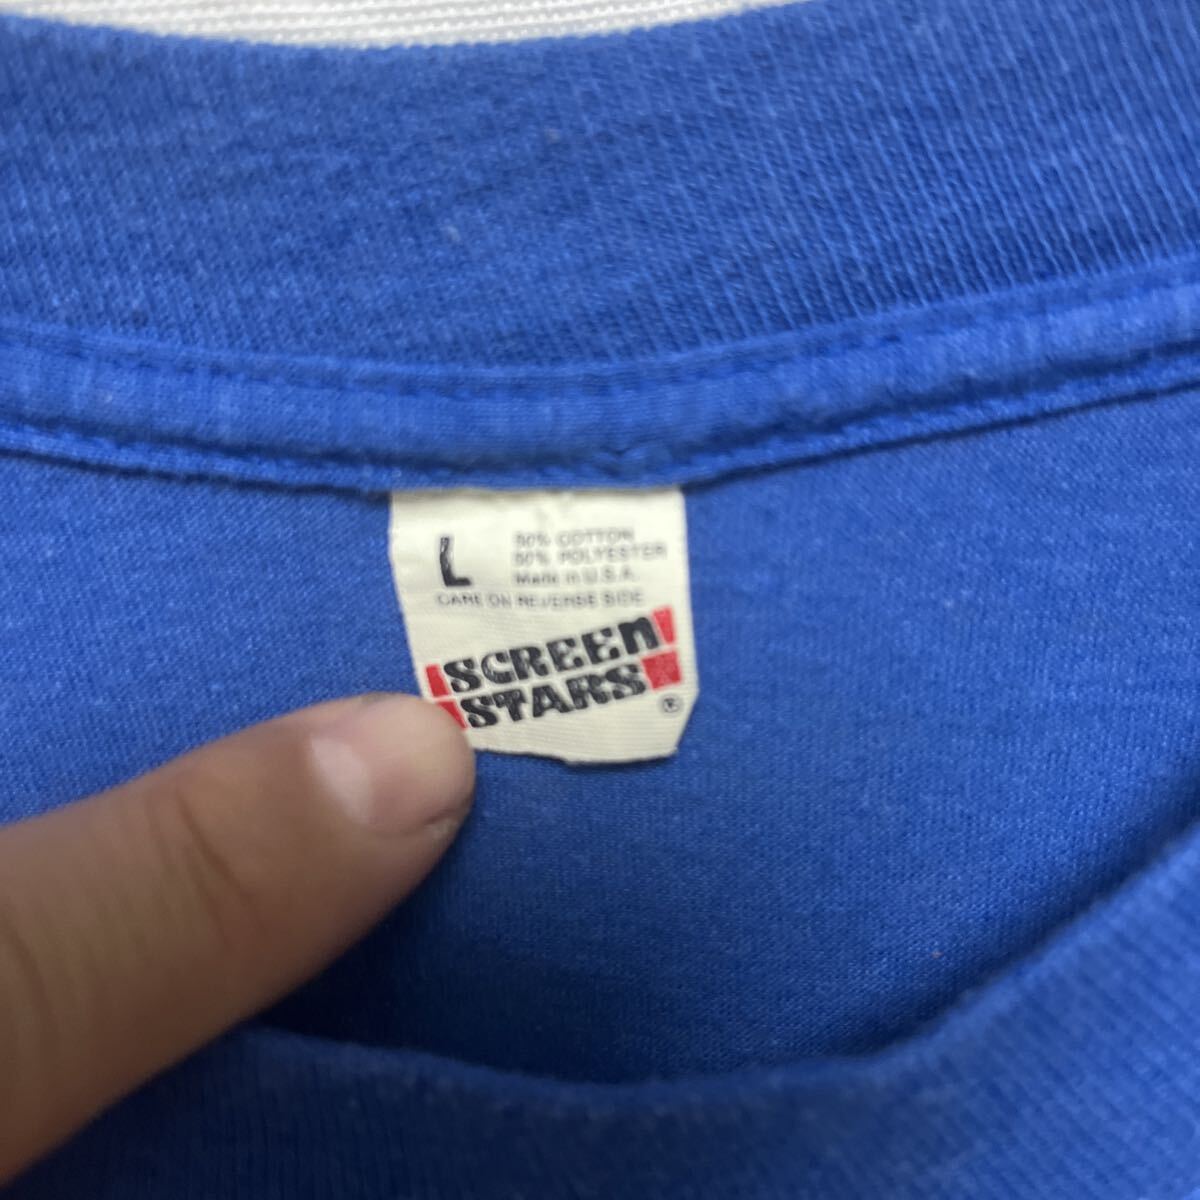 L
50% COTTON
50% POLYESTER
Made in U.S.A.
CARE ON REVERSE SIDE
SCREEN
STARS
®